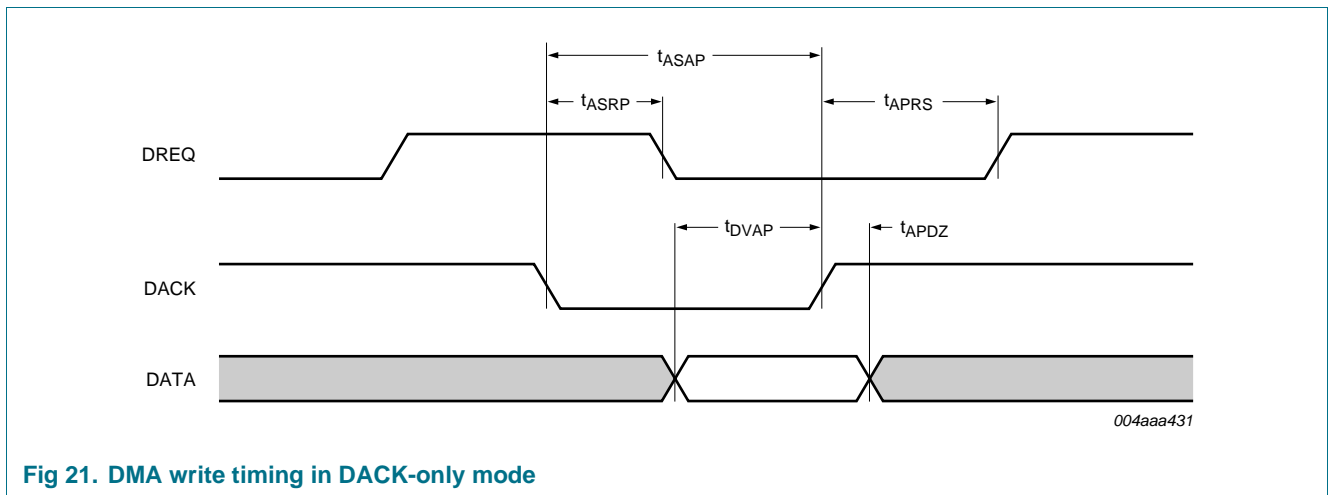 tASAP
tASRP
tAPRS
DREQ
tDVAP
tAPDZ
DACK
DATA
004aaa431
Fig 21. DMA write timing in DACK-only mode